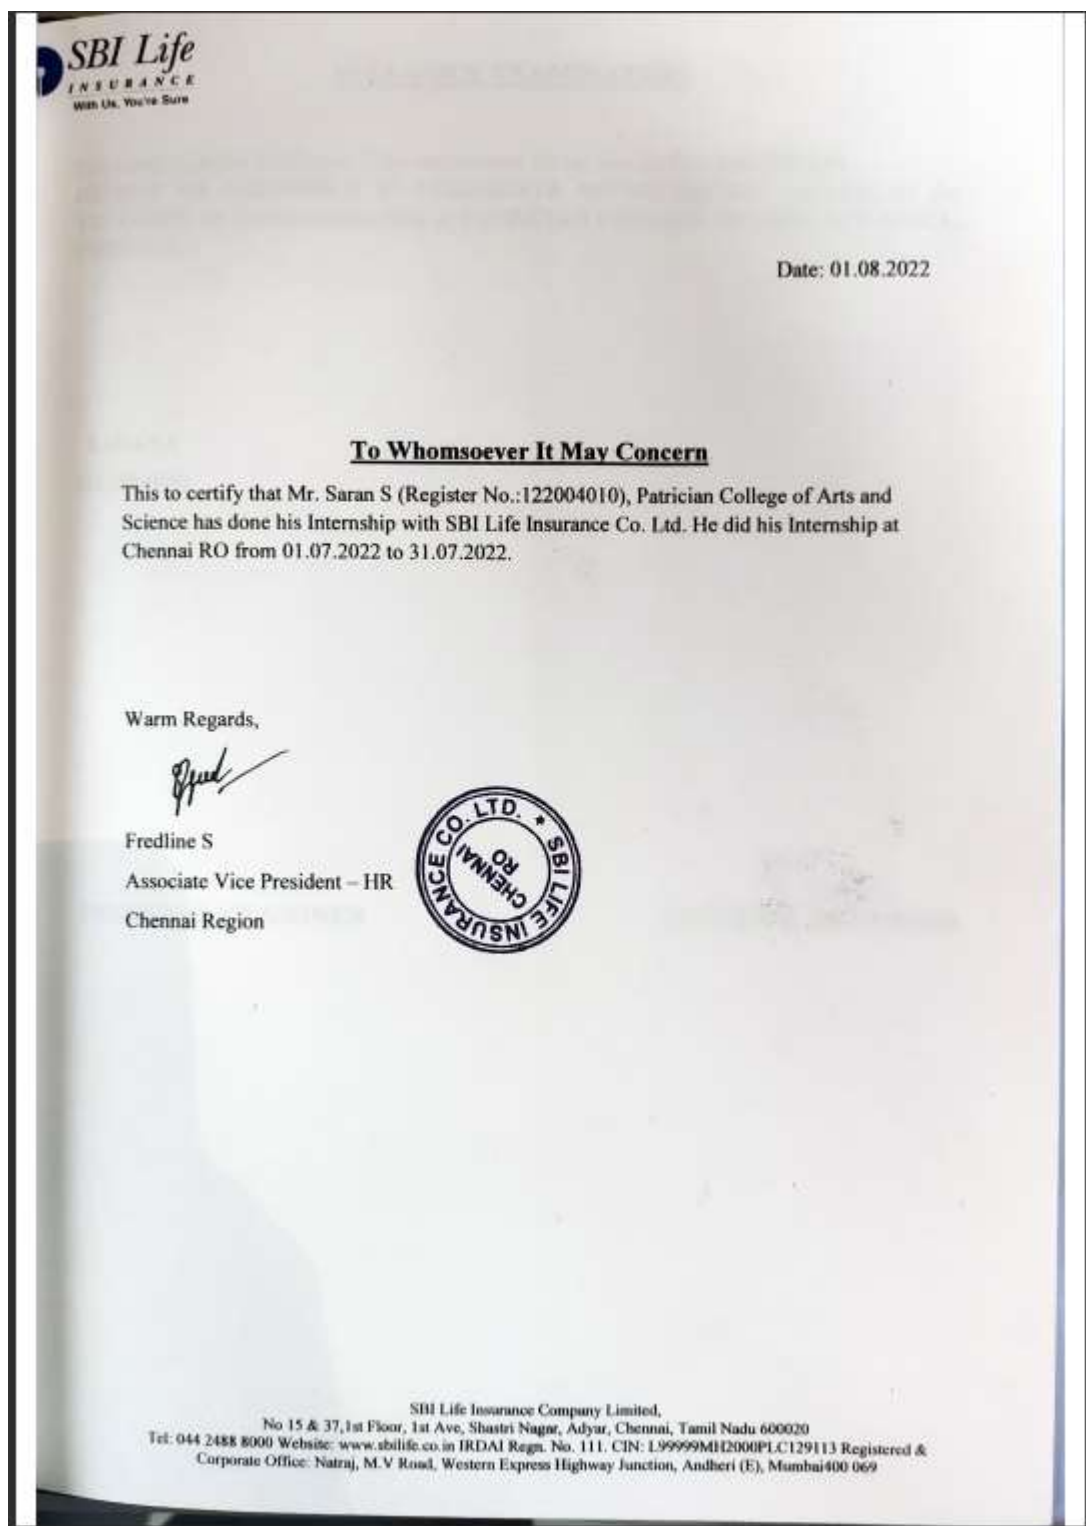 SBI Life
INSURANCE
With Us, You're Sure
Date: 01.08.2022
To Whomsoever It May Concern
This to certify that Mr. Saran S (Register No.:122004010), Patrician College of Arts and
Science has done his Internship with SBI Life Insurance Co. Ltd. He did his Internship at
Chennai RO from 01.07.2022 to 31.07.2022.
Warm Regards,
Fredline S
Associate Vice President – HR
Chennai Region
SBI LIFE INSURANCE CO. LTD. *
CHENNAI
RO
SBI Life Insurance Company Limited,
No 15 & 37,1st Floor, 1st Ave, Shastri Nagar, Adyar, Chennai, Tamil Nadu 600020
Tel: 044 2488 8000 Website: www.sbilife.co.in IRDAI Regn. No. 111. CIN: L99999MH2000PLC129113 Registered &
Corporate Office: Natraj, M.V Road, Western Express Highway Junction, Andheri (E), Mumbai400 069